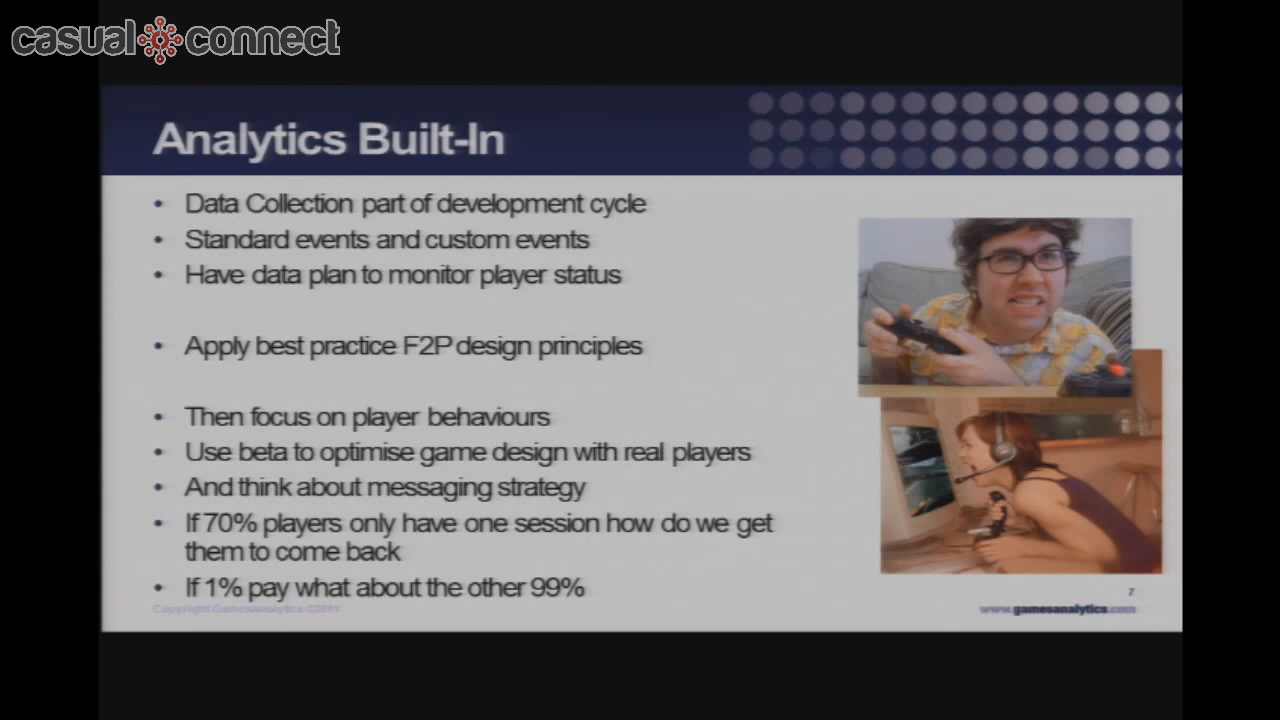 casual connect
Analytics Built-In
• Data Collection part of development cycle
• Standard events and custom events
• Have data plan to monitor player status
• Apply best practice F2P design principles
• Then focus on player behaviours
• Use beta to optimise game design with real players
• And think about messaging strategy
• If 70% players only have one session how do we get
them to come back
• If 1% pay what about the other 99%
7
Copyright GamesAnalytics ©2011
www.gamesanalytics.com